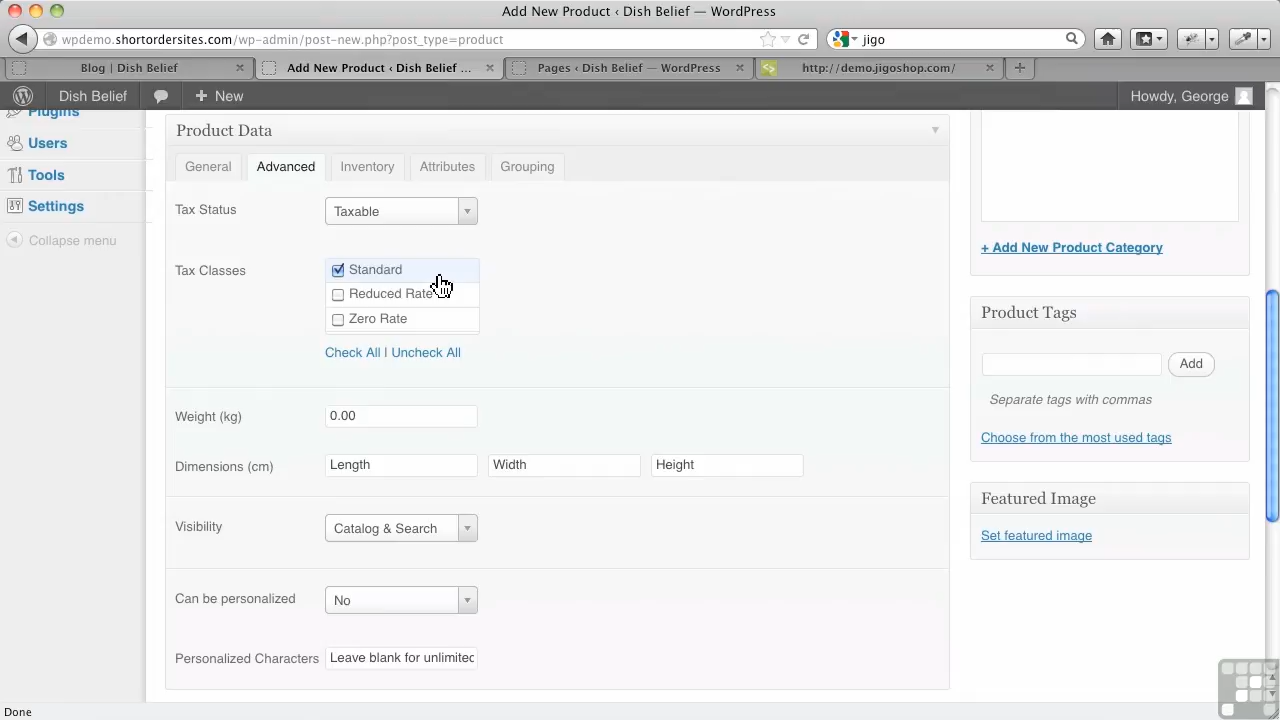 Add New Product ‹ Dish Belief — WordPress
wpdemo.shortordersites.com/wp-admin/post-new.php?post_type=product
jigo
Blog | Dish Belief
Add New Product ‹ Dish Belief ...
Pages ‹ Dish Belief — WordPress
http://demo.jigoshop.com/
Dish Belief
+ New
Howdy, George
Plugins
Users
Tools
Settings
Collapse menu
Product Data
General
Advanced
Inventory
Attributes
Grouping
Tax Status
Taxable
Tax Classes
Standard
Reduced Rate
Zero Rate
Check All | Uncheck All
Weight (kg)
0.00
Dimensions (cm)
Length
Width
Height
Visibility
Catalog & Search
Can be personalized
No
Personalized Characters
Leave blank for unlimited
+ Add New Product Category
Product Tags
Add
Separate tags with commas
Choose from the most used tags
Featured Image
Set featured image
Done